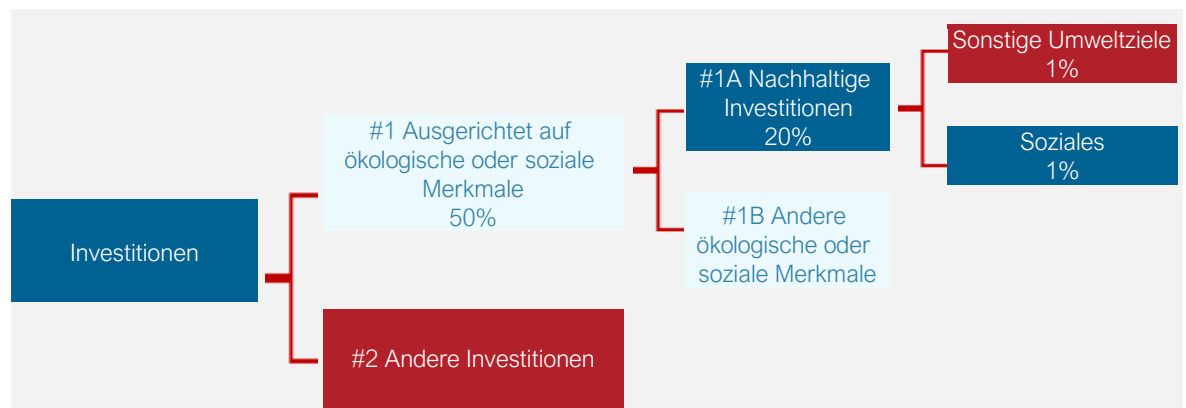 Investitionen
#1 Ausgerichtet auf
ökologische oder soziale
Merkmale
50%
#2 Andere Investitionen
#1A Nachhaltige
Investitionen
20%
#1B Andere
ökologische oder
soziale Merkmale
Sonstige Umweltziele
1%
Soziales
1%